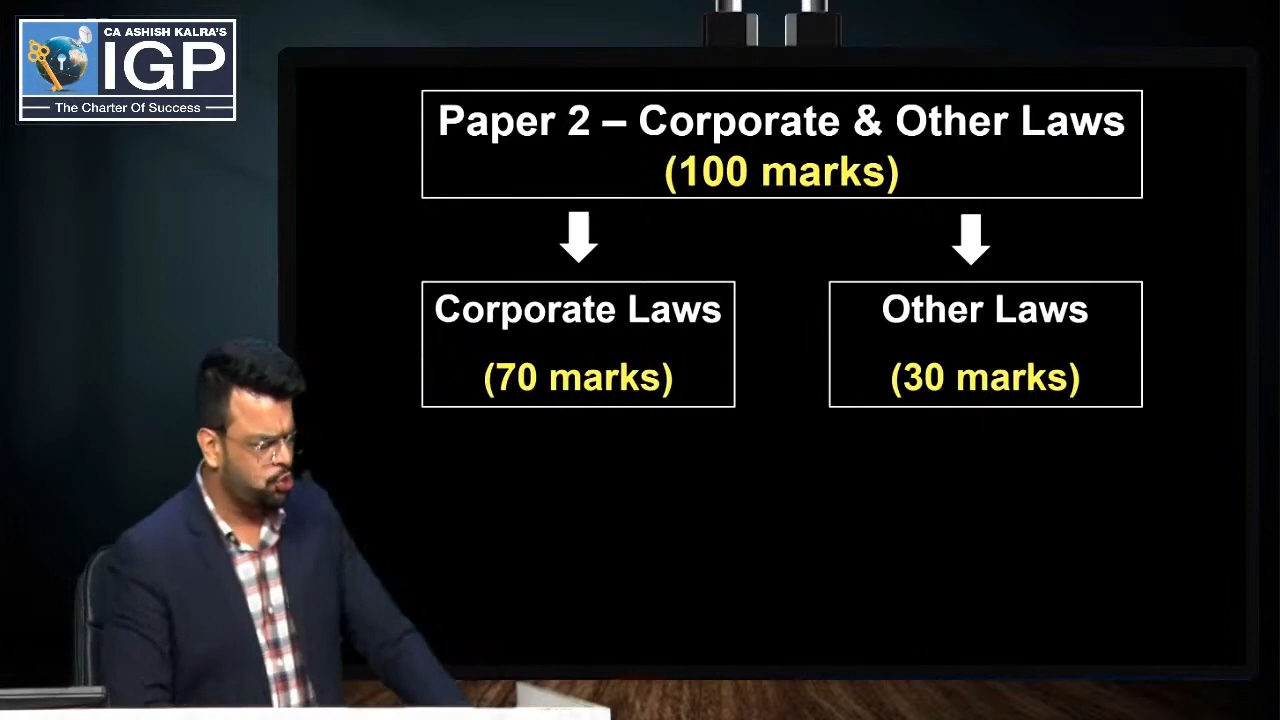 CA ASHISH KALRA'S
IGP
The Charter Of Success
Paper 2 – Corporate & Other Laws
(100 marks)
Corporate Laws
(70 marks)
Other Laws
(30 marks)